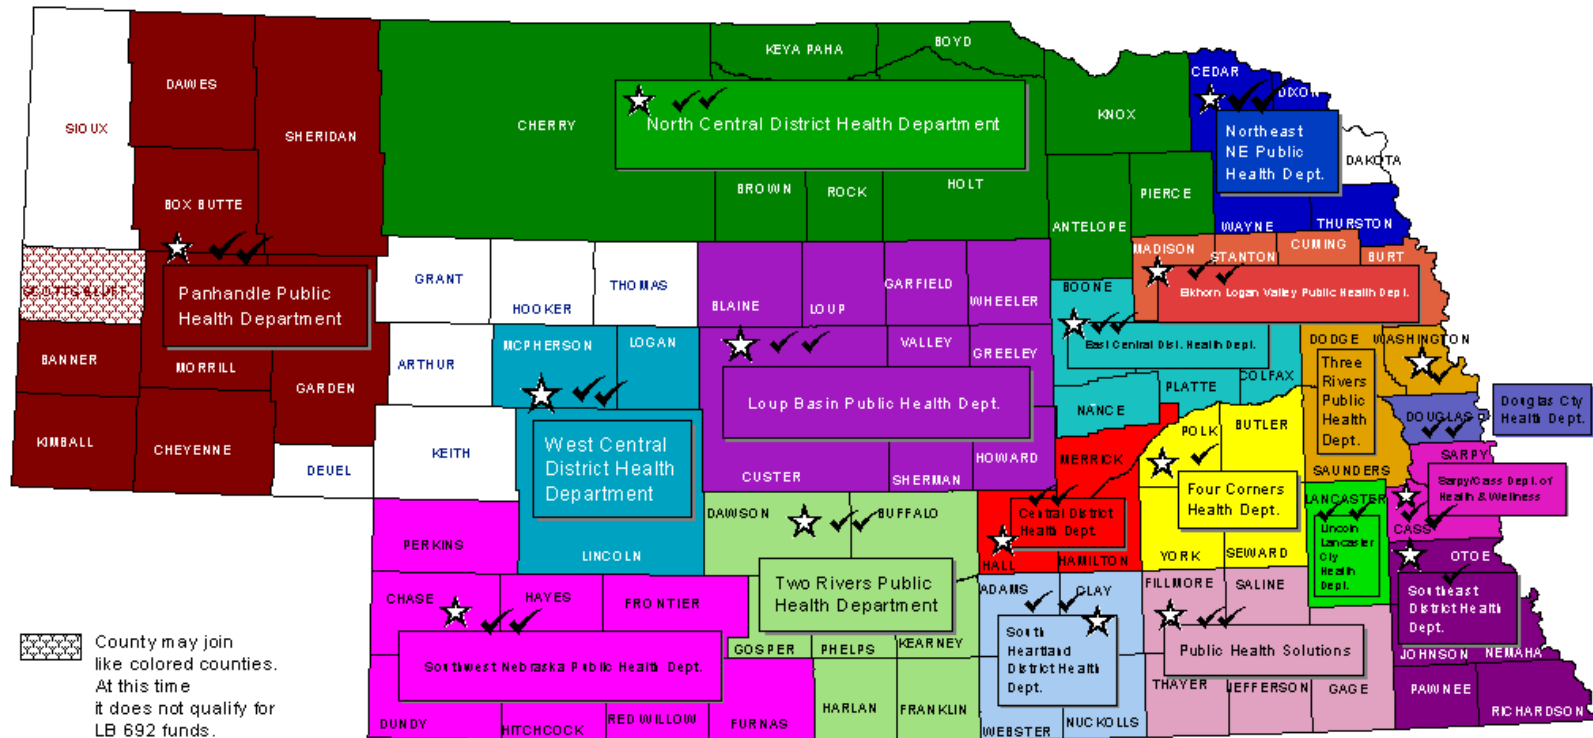 KEYA PAHA
BOYD
CEDAR
DIXON
DAWES
SIOUX
SHERIDAN
CHERRY
North Central District Health Department
KNOX
Northeast
NE Public
Health Dept.
DAKOTA
BOX BUTTE
BROWN
ROCK
HOLT
PIERCE
ANTELOPE
WAYNE
THURSTON
MADISON
STANTON
CUMING
BURT
SCOTTS BLUFF
Panhandle Public
Health Department
GRANT
HOOKER
THOMAS
BLAINE
LOUP
GARFIELD
WHEELER
BOONE
Elkhorn Logan Valley Public Health Dept.
BANNER
MORRILL
GARDEN
ARTHUR
MCPHERSON
LOGAN
VALLEY
GREELEY
East Central Dist. Health Dept.
PLATTE
COLFAX
DODGE
WASHINGTON
Three
Rivers
Public
Health
Dept.
NANCE
DOUGLAS
Douglas Cty
Health Dept.
KIMBALL
CHEYENNE
DEUEL
KEITH
West Central
District Health
Department
Loup Basin Public Health Dept.
CUSTER
SHERMAN
HOWARD
MERRICK
POLK
BUTLER
SAUNDERS
SARPY
Sarpy/Cass Dept. of
Health & Wellness
Four Corners
Health Dept.
PERKINS
LINCOLN
DAWSON
BUFFALO
Central District
Health Dept.
HALL
HAMILTON
YORK
SEWARD
LANCASTER
Lincoln
Lancaster
Cty
Health
Dept.
CASS
OTOE
CHASE
HAYES
FRONTIER
Two Rivers Public
Health Department
ADAMS
CLAY
FILLMORE
SALINE
Southeast
District Health
Dept.
County may join
like colored counties.
At this time
it does not qualify for
LB 692 funds.
Southwest Nebraska Public Health Dept.
GOSPER
PHELPS
KEARNEY
South
Heartland
District Health
Dept.
Public Health Solutions
JOHNSON
NEMAHA
DUNDY
HITCHCOCK
RED WILLOW
FURNAS
HARLAN
FRANKLIN
WEBSTER
NUCKOLLS
THAYER
JEFFERSON
GAGE
PAWNEE
RICHARDSON